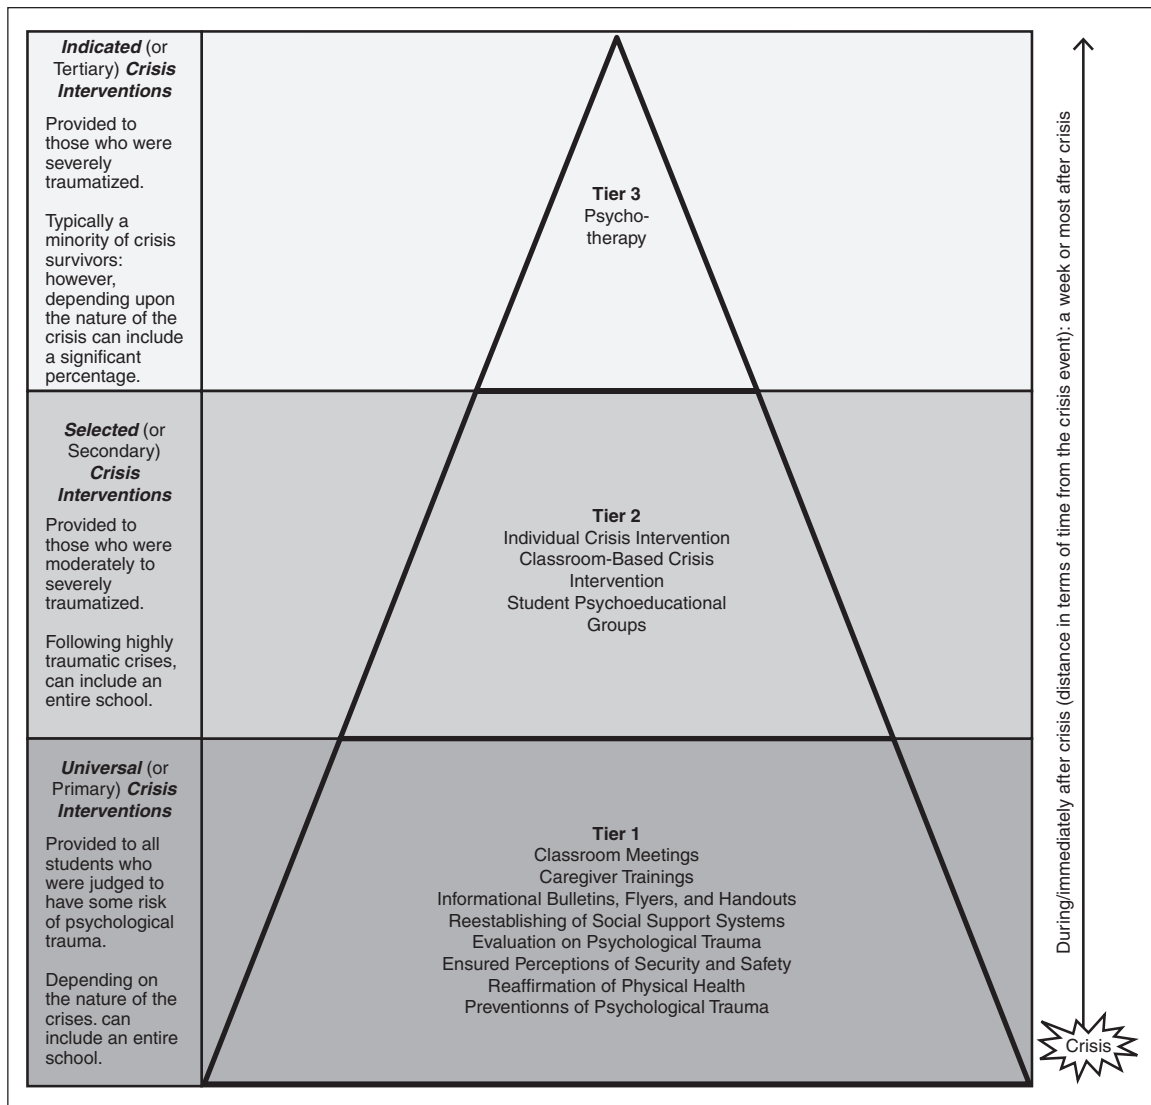 Indicated (or
Tertiary) Crisis
Interventions
Provided to
those who were
severely
traumatized.
Typically a
minority of crisis
survivors:
however,
depending upon
the nature of the
crisis can include
a significant
percentage.
Tier 3
Psycho-
therapy
Selected (or
Secondary)
Crisis
Interventions
Provided to
those who were
moderately to
severely
traumatized.
Following highly
traumatic crises,
can include an
entire school.
Tier 2
Individual Crisis Intervention
Classroom-Based Crisis
Intervention
Student Psychoeducational
Groups
Universal (or
Primary) Crisis
Interventions
Provided to all
students who
were judged to
have some risk
of psychological
trauma.
Depending on
the nature of the
crises. can
include an entire
school.
Tier 1
Classroom Meetings
Caregiver Trainings
Informational Bulletins, Flyers, and Handouts
Reestablishing of Social Support Systems
Evaluation on Psychological Trauma
Ensured Perceptions of Security and Safety
Reaffirmation of Physical Health
Preventionns of Psychological Trauma
During/immediately after crisis (distance in terms of time from the crisis event): a week or most after crisis
Crisis